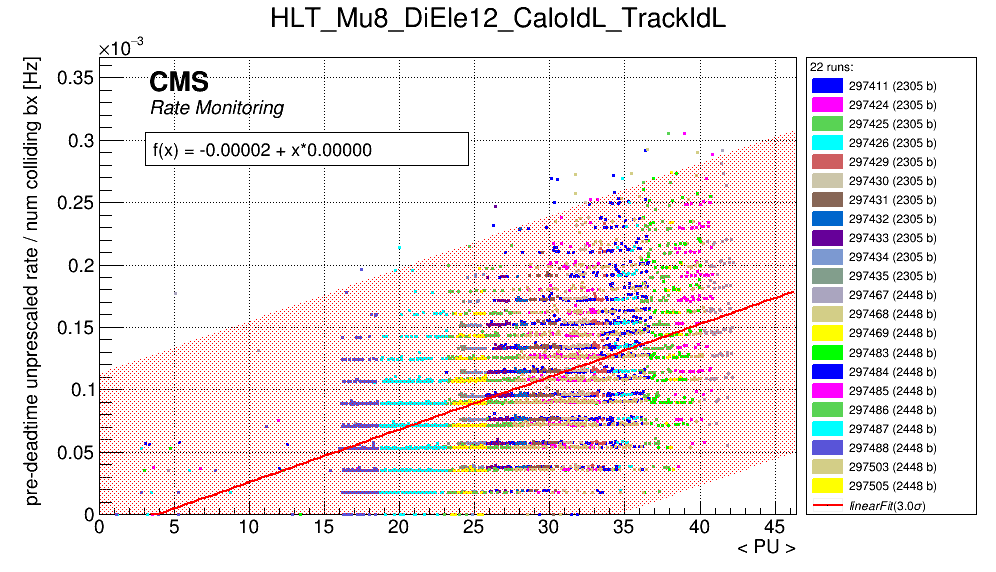 HLT_Mu8_DiEle12_CaloIdL_TrackIdL
×10⁻³
CMS
Rate Monitoring
f(x) = -0.00002 + x*0.00000
pre-deadtime unprescaled rate / num colliding bx [Hz]
0.35
0.3
0.25
0.2
0.15
0.1
0.05
0
0 5 10 15 20 25 30 35 40 45
< PU >
22 runs:
297411 (2305 b)
297424 (2305 b)
297425 (2305 b)
297426 (2305 b)
297429 (2305 b)
297430 (2305 b)
297431 (2305 b)
297432 (2305 b)
297433 (2305 b)
297434 (2305 b)
297435 (2305 b)
297467 (2448 b)
297468 (2448 b)
297469 (2448 b)
297483 (2448 b)
297484 (2448 b)
297485 (2448 b)
297486 (2448 b)
297487 (2448 b)
297488 (2448 b)
297503 (2448 b)
297505 (2448 b)
linearFit(3.0σ)